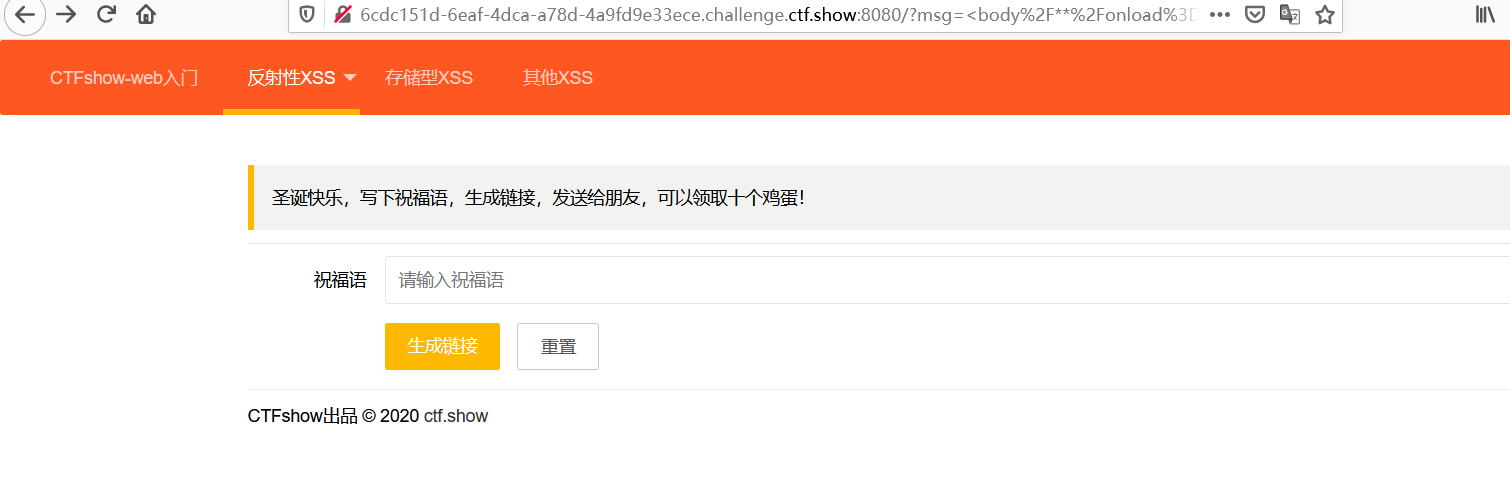 6cdc151d-6eaf-4dca-a78d-4a9fd9e33ece.challenge.ctf.show:8080/?msg=<body%2F**%2Fonload%3D
CTFshow-web入门 反射性XSS 存储型XSS 其他XSS
圣诞快乐，写下祝福语，生成链接，发送给朋友，可以领取十个鸡蛋！
祝福语 请输入祝福语
生成链接 重置
CTFshow出品 © 2020 ctf.show